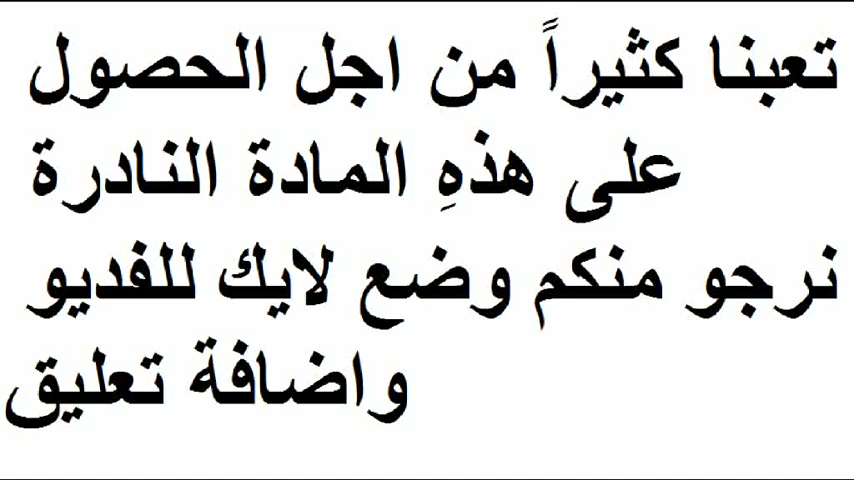 تعبنا كثيراً من اجل الحصول
على هذهِ المادة النادرة
نرجو منكم وضع لايك للفديو
واضافة تعليق